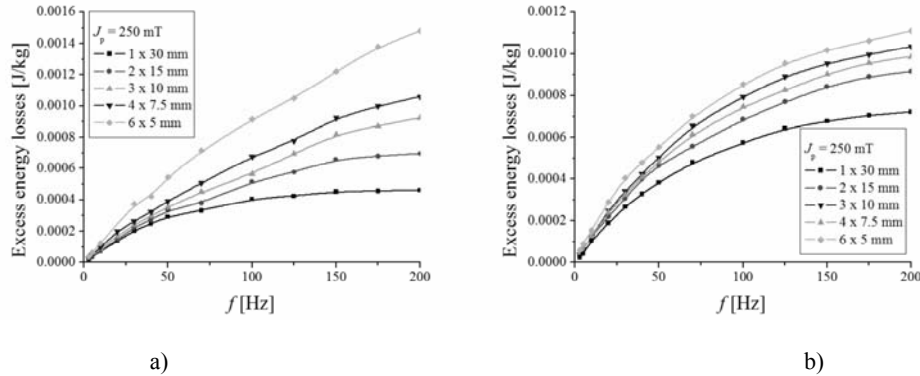 Excess energy losses [J/kg]
0.0016
0.0014
0.0012
0.0010
0.0008
0.0006
0.0004
0.0002
0.0000
Jp = 250 mT
1 x 30 mm
2 x 15 mm
3 x 10 mm
4 x 7.5 mm
6 x 5 mm
0 50 100 150 200
f [Hz]
a)
Excess energy losses [J/kg]
0.0012
0.0010
0.0008
0.0006
0.0004
0.0002
0.0000
Jp = 250 mT
1 x 30 mm
2 x 15 mm
3 x 10 mm
4 x 7.5 mm
6 x 5 mm
0 50 100 150 200
f [Hz]
b)